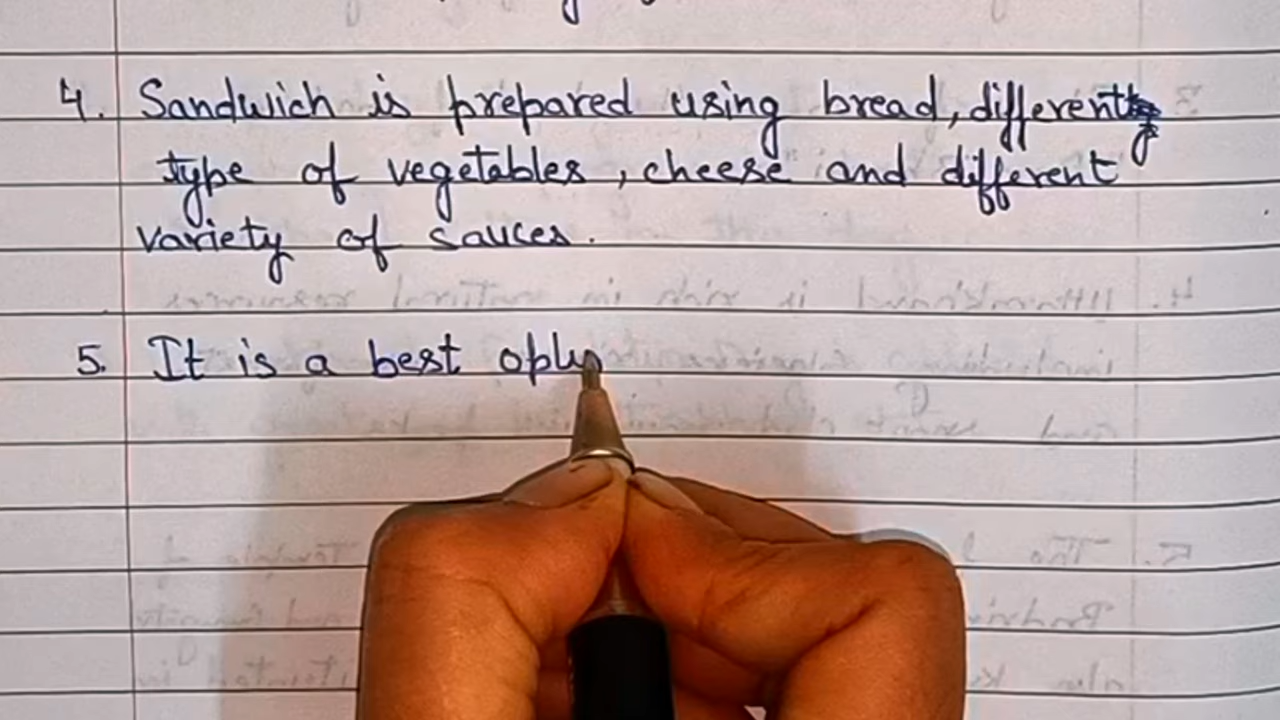 4. Sandwich is prepared using bread, different
type of vegetables, cheese and different
variety of sauces.
5. It is a best